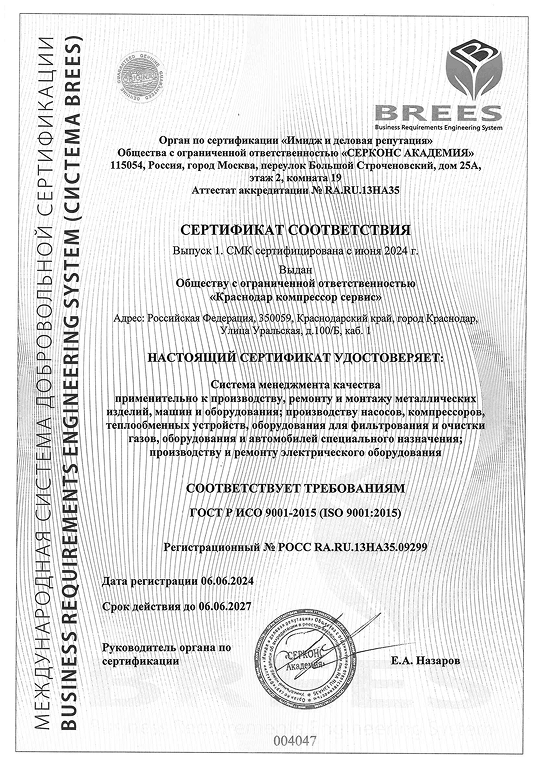 МЕЖДУНАРОДНАЯ СИСТЕМА ДОБРОВОЛЬНОЙ СЕРТИФИКАЦИИ
BUSINESS REQUIREMENTS ENGINEERING SYSTEM (СИСТЕМА BREES)
B
BREES
Business Requirements Engineering System
Орган по сертификации «Имидж и деловая репутация»
Общества с ограниченной ответственностью «СЕРКОНС АКАДЕМИЯ»
115054, Россия, город Москва, переулок Большой Строченовский, дом 25А,
этаж 2, комната 19
Аттестат аккредитации № RA.RU.13НА35
СЕРТИФИКАТ СООТВЕТСТВИЯ
Выпуск 1. СМК сертифицирована с июня 2024 г.
Выдан
Обществу с ограниченной ответственностью
«Краснодар компрессор сервис»
Адрес: Российская Федерация, 350059, Краснодарский край, город Краснодар,
Улица Уральская, д.100/Б, каб. 1
НАСТОЯЩИЙ СЕРТИФИКАТ УДОСТОВЕРЯЕТ:
Система менеджмента качества
применительно к производству, ремонту и монтажу металлических
изделий, машин и оборудования; производству насосов, компрессоров,
теплообменных устройств, оборудования для фильтрования и очистки
газов, оборудования и автомобилей специального назначения;
производству и ремонту электрического оборудования
СООТВЕТСТВУЕТ ТРЕБОВАНИЯМ
ГОСТ Р ИСО 9001-2015 (ISO 9001:2015)
Регистрационный № РОСС RA.RU.13НА35.09299
Дата регистрации 06.06.2024
Срок действия до 06.06.2027
Руководитель органа по
сертификации
«СЕРКОНС
Академия»
Е.А. Назаров
BREES
004047